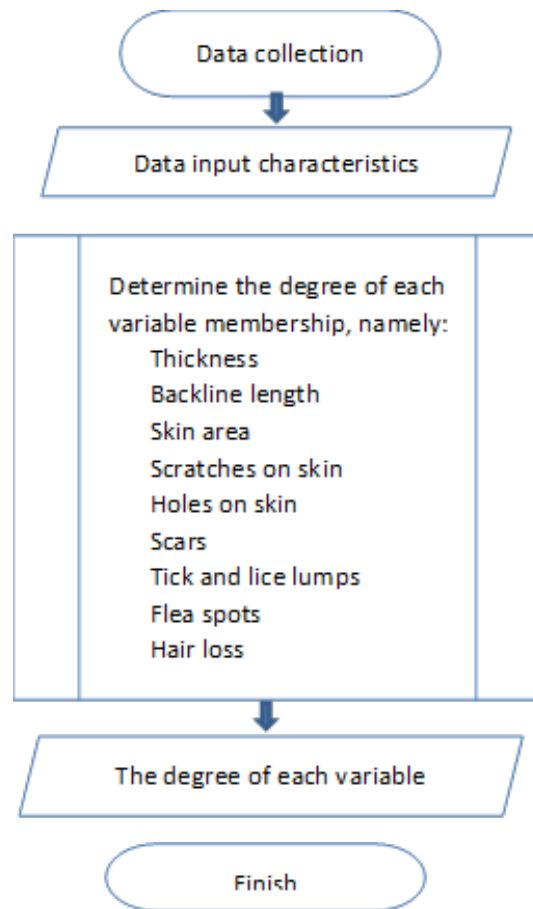 Data collection
Data input characteristics
Determine the degree of each
variable membership, namely:
Thickness
Backline length
Skin area
Scratches on skin
Holes on skin
Scars
Tick and lice lumps
Flea spots
Hair loss
The degree of each variable
Finish